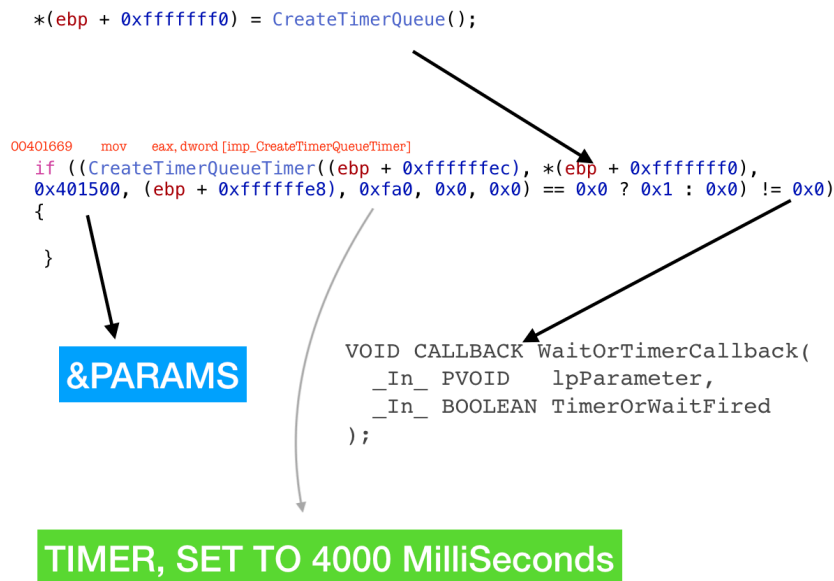 *(ebp + 0xfffffff0) = CreateTimerQueue();
00401669 mov eax, dword [imp_CreateTimerQueueTimer]
if ((CreateTimerQueueTimer((ebp + 0xffffffec), *(ebp + 0xfffffff0),
0x401500, (ebp + 0xffffffe8), 0xfa0, 0x0, 0x0) == 0x0 ? 0x1 : 0x0) != 0x0)
{
}
&PARAMS
VOID CALLBACK WaitOrTimerCallback(
_In_ PVOID lpParameter,
_In_ BOOLEAN TimerOrWaitFired
);
TIMER, SET TO 4000 MilliSeconds